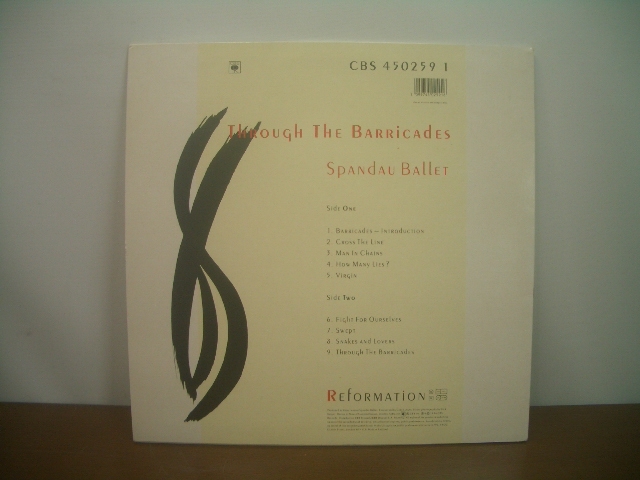 CBS 450259 1
Through The Barricades
Spandau Ballet
Side One
1. Barricades – Introduction
2. Cross The Line
3. Man In Chains
4. How Many Lies?
5. Virgin
Side Two
6. Fight For Ourselves
7. Swept
8. Snakes and Lovers
9. Through The Barricades
Reformation